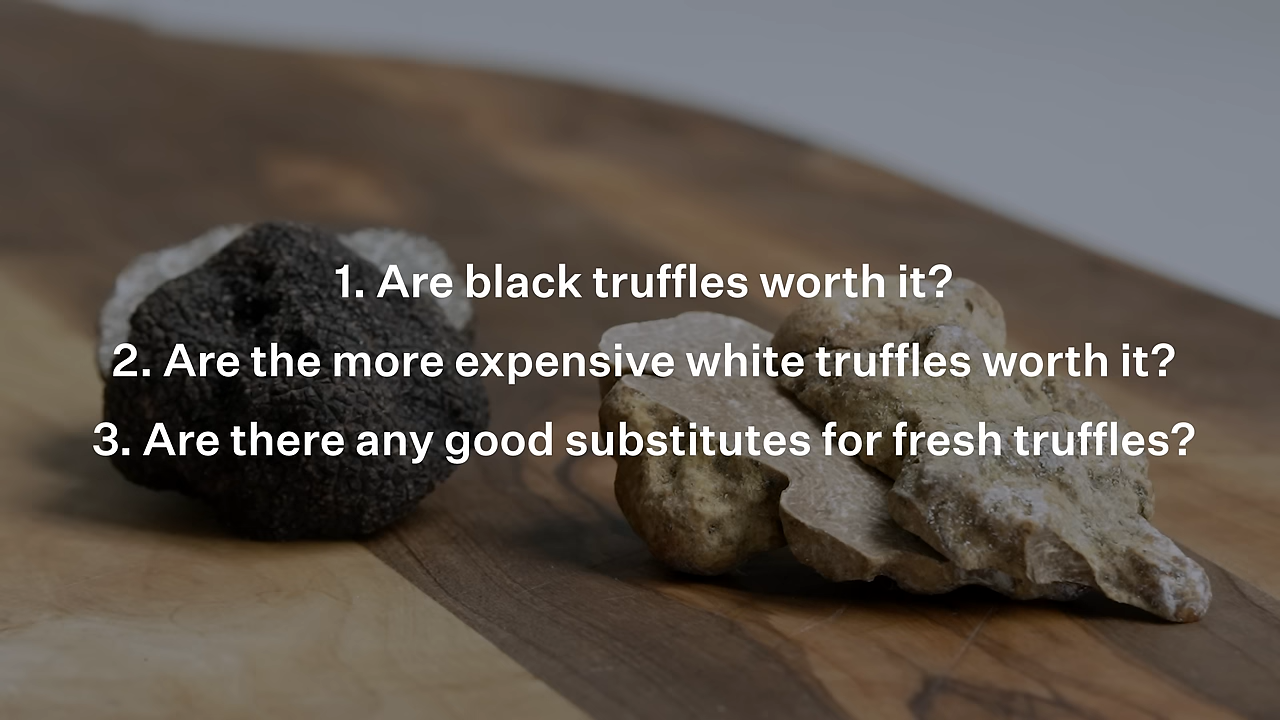 1. Are black truffles worth it?
2. Are the more expensive white truffles worth it?
3. Are there any good substitutes for fresh truffles?